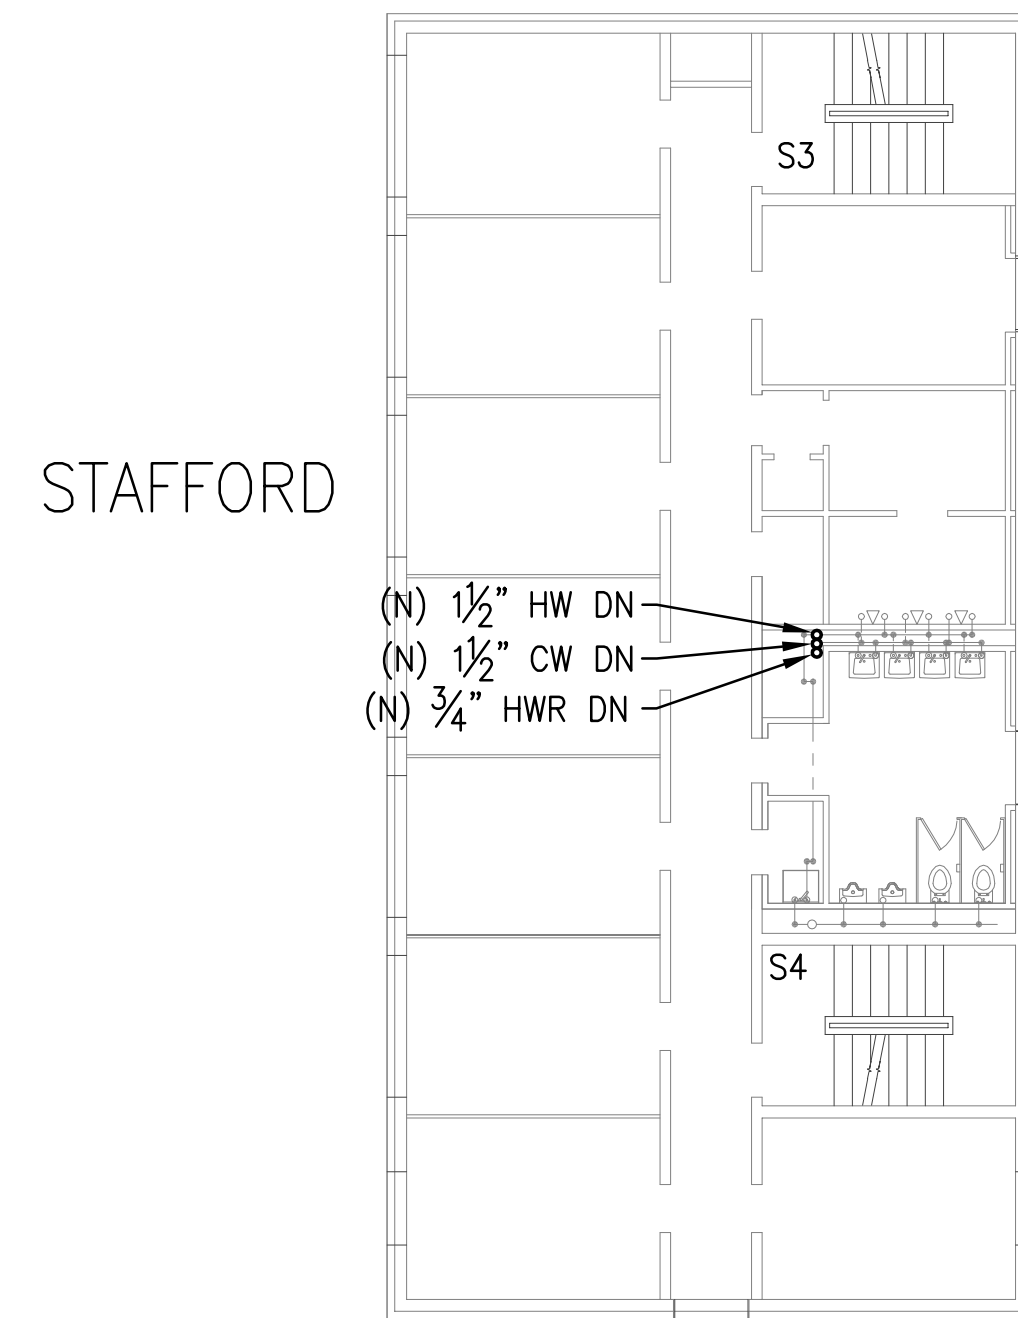 S3
STAFFORD
(N) 1½" HW DN
(N) 1½" CW DN
(N) ¾" HWR DN
S4